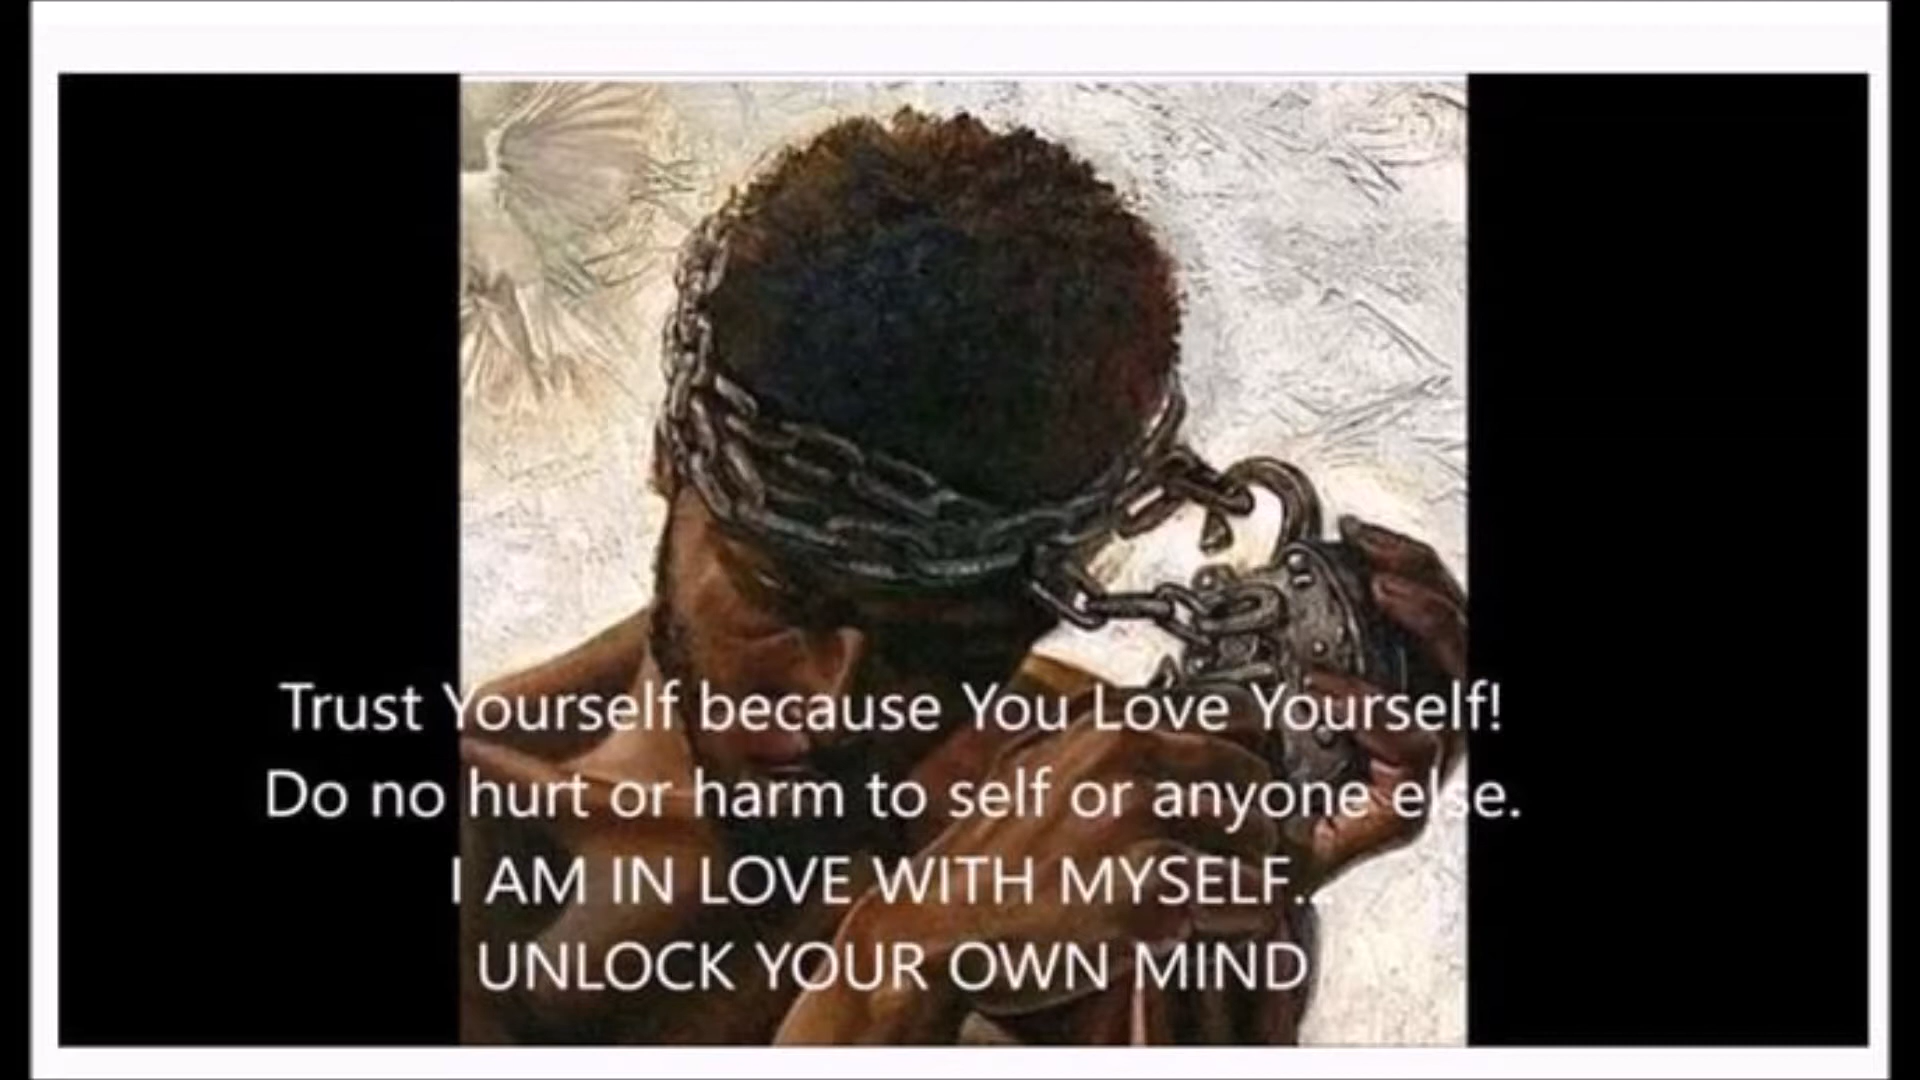 Trust Yourself because You Love Yourself!
Do no hurt or harm to self or anyone else.
I AM IN LOVE WITH MYSELF...
UNLOCK YOUR OWN MIND